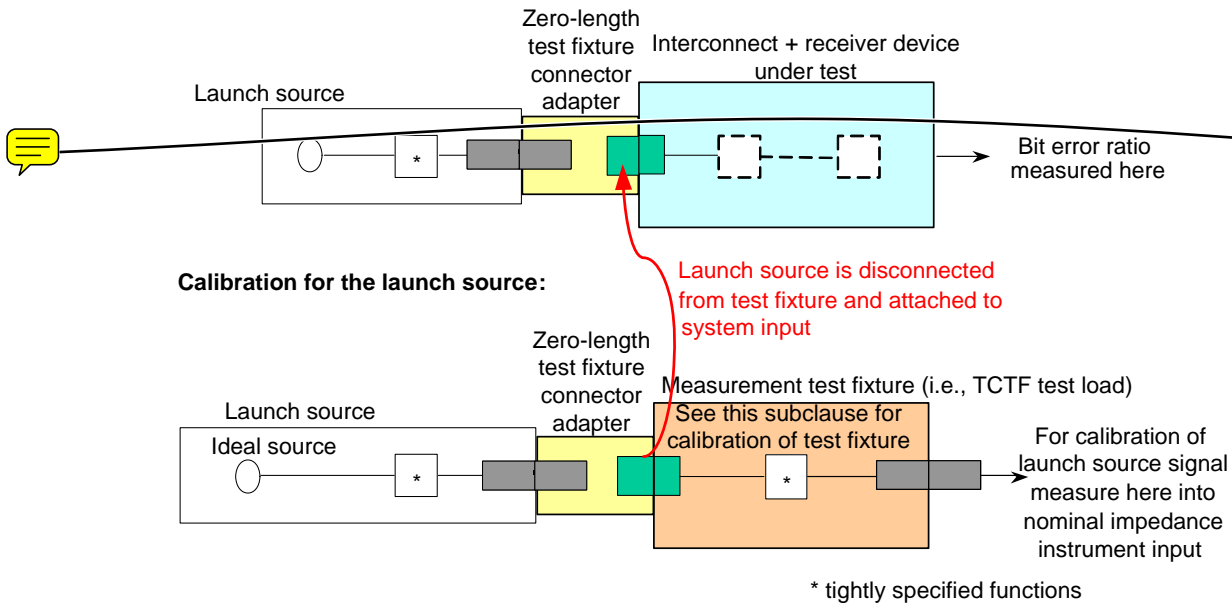 Zero-length
test fixture
connector
adapter
Interconnect + receiver device
under test
Launch source
*
Bit error ratio
measured here
Calibration for the launch source:
Launch source is disconnected
from test fixture and attached to
system input
Zero-length
test fixture
connector
adapter
Measurement test fixture (i.e., TCTF test load)
See this subclause for
calibration of test fixture
Launch source
Ideal source
*
*
For calibration of
launch source signal
measure here into
nominal impedance
instrument input
* tightly specified functions